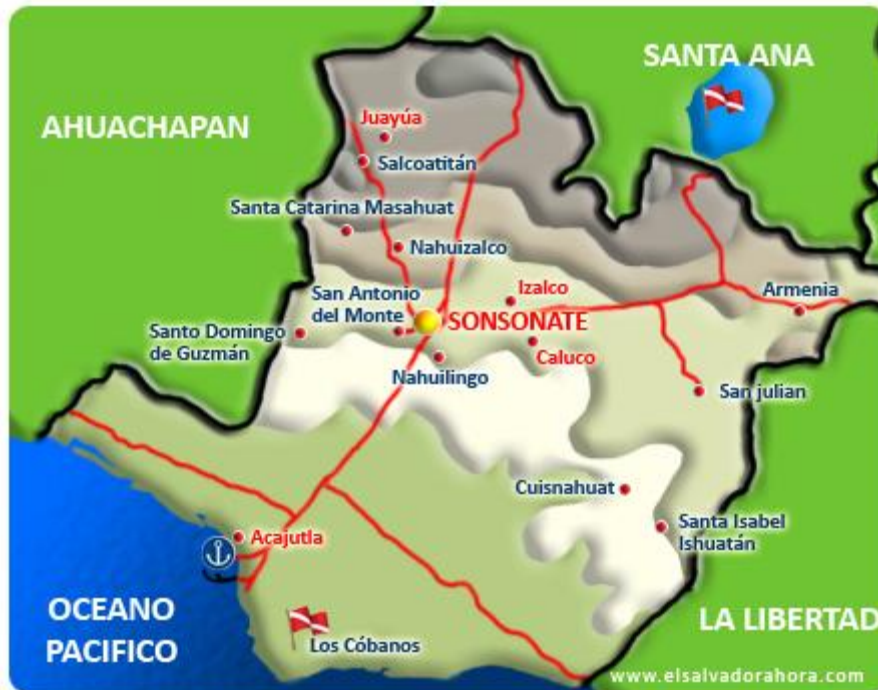 SANTA ANA
AHUACHAPAN
Juayúa
Salcoatitán
Santa Catarina Masahuat
Nahuizalco
Izalco
San Antonio
del Monte
Armenia
SONSONATE
Santo Domingo
de Guzmán
Caluco
Nahuilingo
San julian
Cuisnahuat
Santa Isabel
Ishuatán
Acajutla
OCEANO
PACIFICO
Los Cóbanos
LA LIBERTAD
www.elsalvadorahora.com